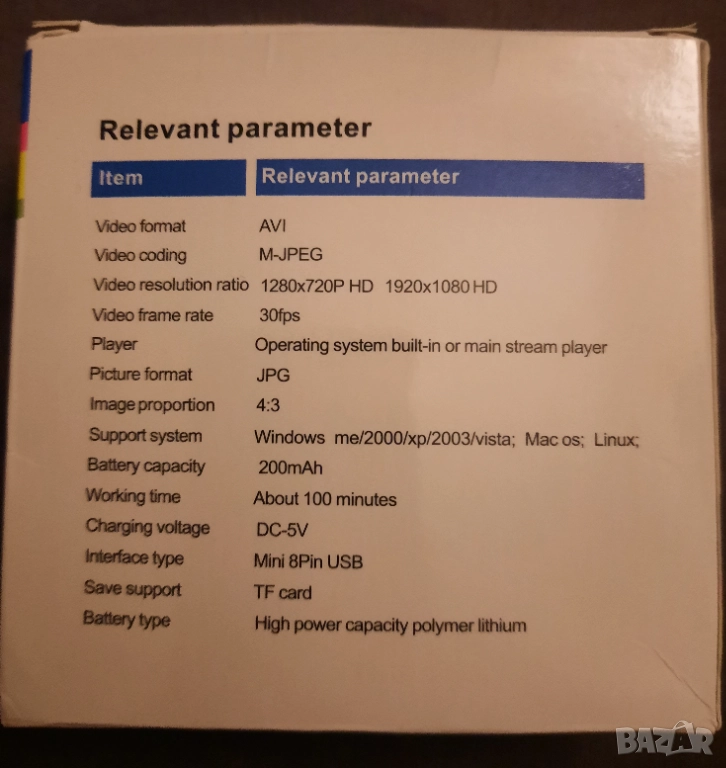 Relevant parameter
Item Relevant parameter
Video format AVI
Video coding M-JPEG
Video resolution ratio 1280x720P HD 1920x1080 HD
Video frame rate 30fps
Player Operating system built-in or main stream player
Picture format JPG
Image proportion 4:3
Support system Windows me/2000/xp/2003/vista; Mac os; Linux;
Battery capacity 200mAh
Working time About 100 minutes
Charging voltage DC-5V
Interface type Mini 8Pin USB
Save support TF card
Battery type High power capacity polymer lithium
BAZAR